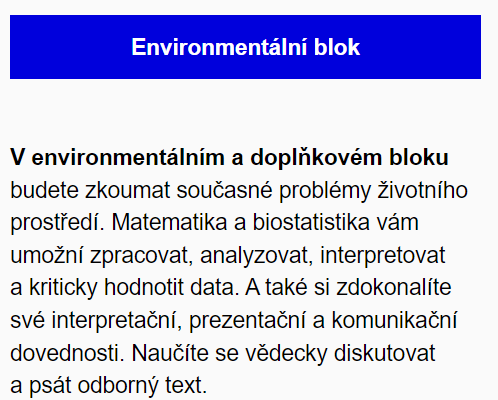 Environmentální blok
V environmentálním a doplňkovém bloku
budete zkoumat současné problémy životního
prostředí. Matematika a biostatistika vám
umožní zpracovat, analyzovat, interpretovat
a kriticky hodnotit data. A také si zdokonalíte
své interpretační, prezentační a komunikační
dovednosti. Naučíte se vědecky diskutovat
a psát odborný text.